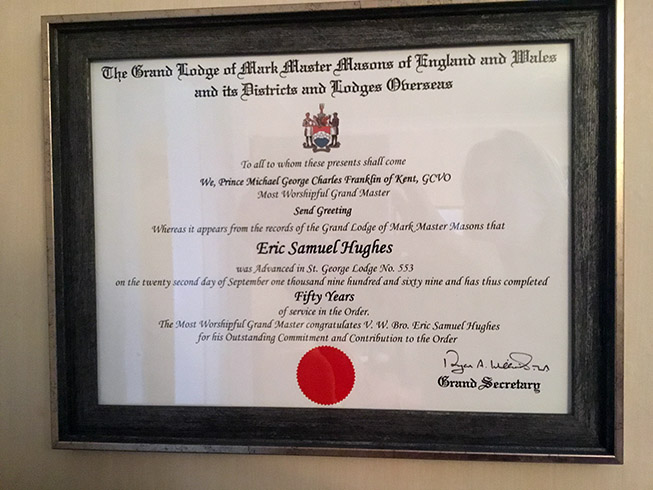 The Grand Lodge of Mark Master Masons of England and Wales
and its Districts and Lodges Overseas
To all to whom these presents shall come
We, Prince Michael George Charles Franklin of Kent, GCVO
Most Worshipful Grand Master
Send Greeting
Whereas it appears from the records of the Grand Lodge of Mark Master Masons that
Eric Samuel Hughes
was Advanced in St. George Lodge No. 553
on the twenty second day of September one thousand nine hundred and sixty nine and has thus completed
Fifty Years
of service in the Order.
The Most Worshipful Grand Master congratulates V. W. Bro. Eric Samuel Hughes
for his Outstanding Commitment and Contribution to the Order
Grand Secretary